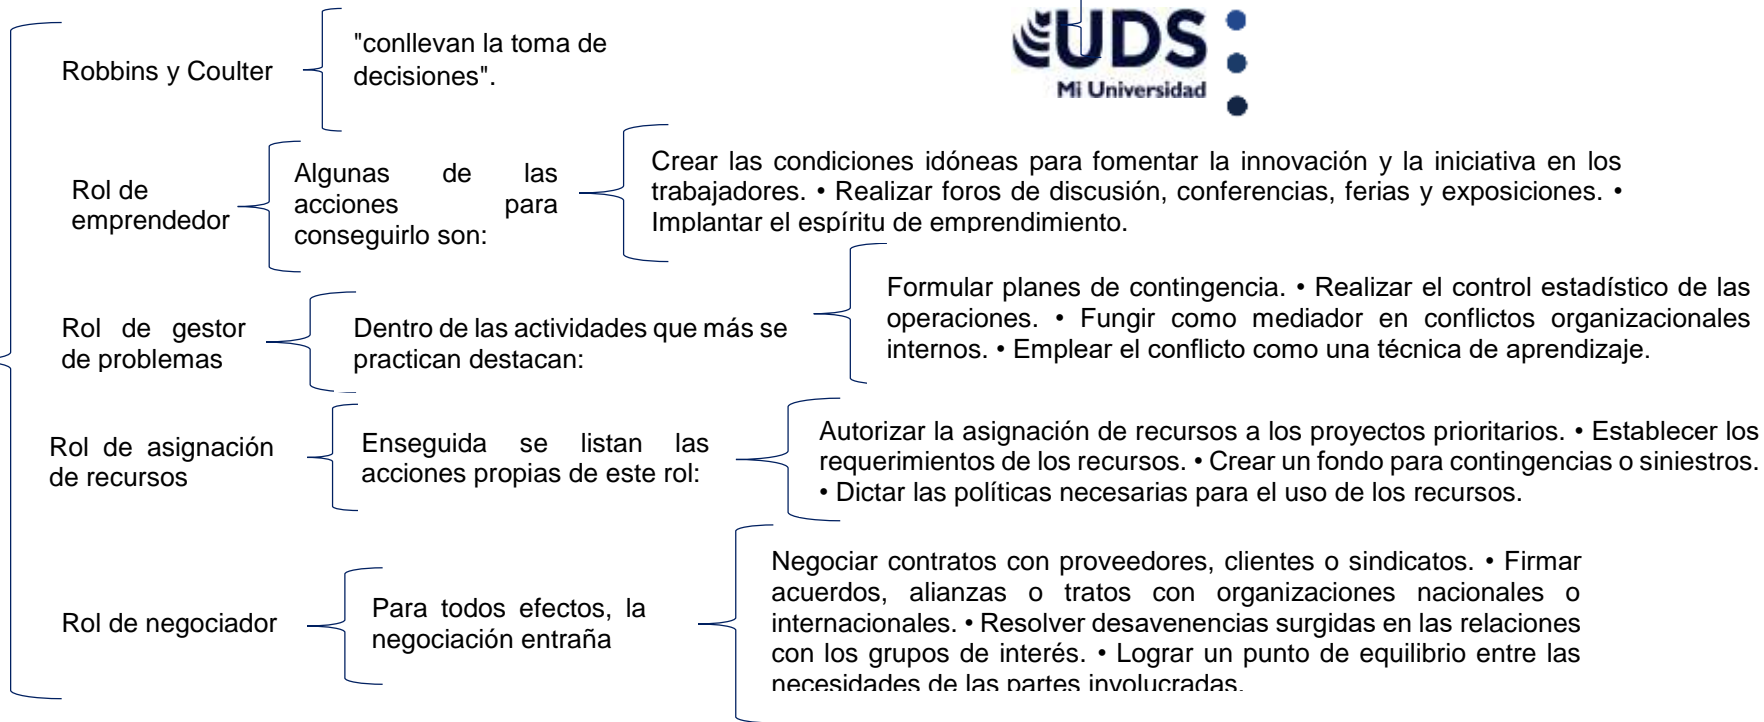 "conllevan la toma de
decisiones".
Robbins y Coulter
UDS
Mi Universidad
Rol de
emprendedor
Algunas de las
acciones para
conseguirlo son:
Crear las condiciones idóneas para fomentar la innovación y la iniciativa en los
trabajadores. • Realizar foros de discusión, conferencias, ferias y exposiciones. •
Implantar el espíritu de emprendimiento.
Rol de gestor
de problemas
Dentro de las actividades que más se
practican destacan:
Formular planes de contingencia. • Realizar el control estadístico de las
operaciones. • Fungir como mediador en conflictos organizacionales
internos. • Emplear el conflicto como una técnica de aprendizaje.
Rol de asignación
de recursos
Enseguida se listan las
acciones propias de este rol:
Autorizar la asignación de recursos a los proyectos prioritarios. • Establecer los
requerimientos de los recursos. • Crear un fondo para contingencias o siniestros.
• Dictar las políticas necesarias para el uso de los recursos.
Rol de negociador
Para todos efectos, la
negociación entraña
Negociar contratos con proveedores, clientes o sindicatos. • Firmar
acuerdos, alianzas o tratos con organizaciones nacionales o
internacionales. • Resolver desavenencias surgidas en las relaciones
con los grupos de interés. • Lograr un punto de equilibrio entre las
necesidades de las partes involucradas.